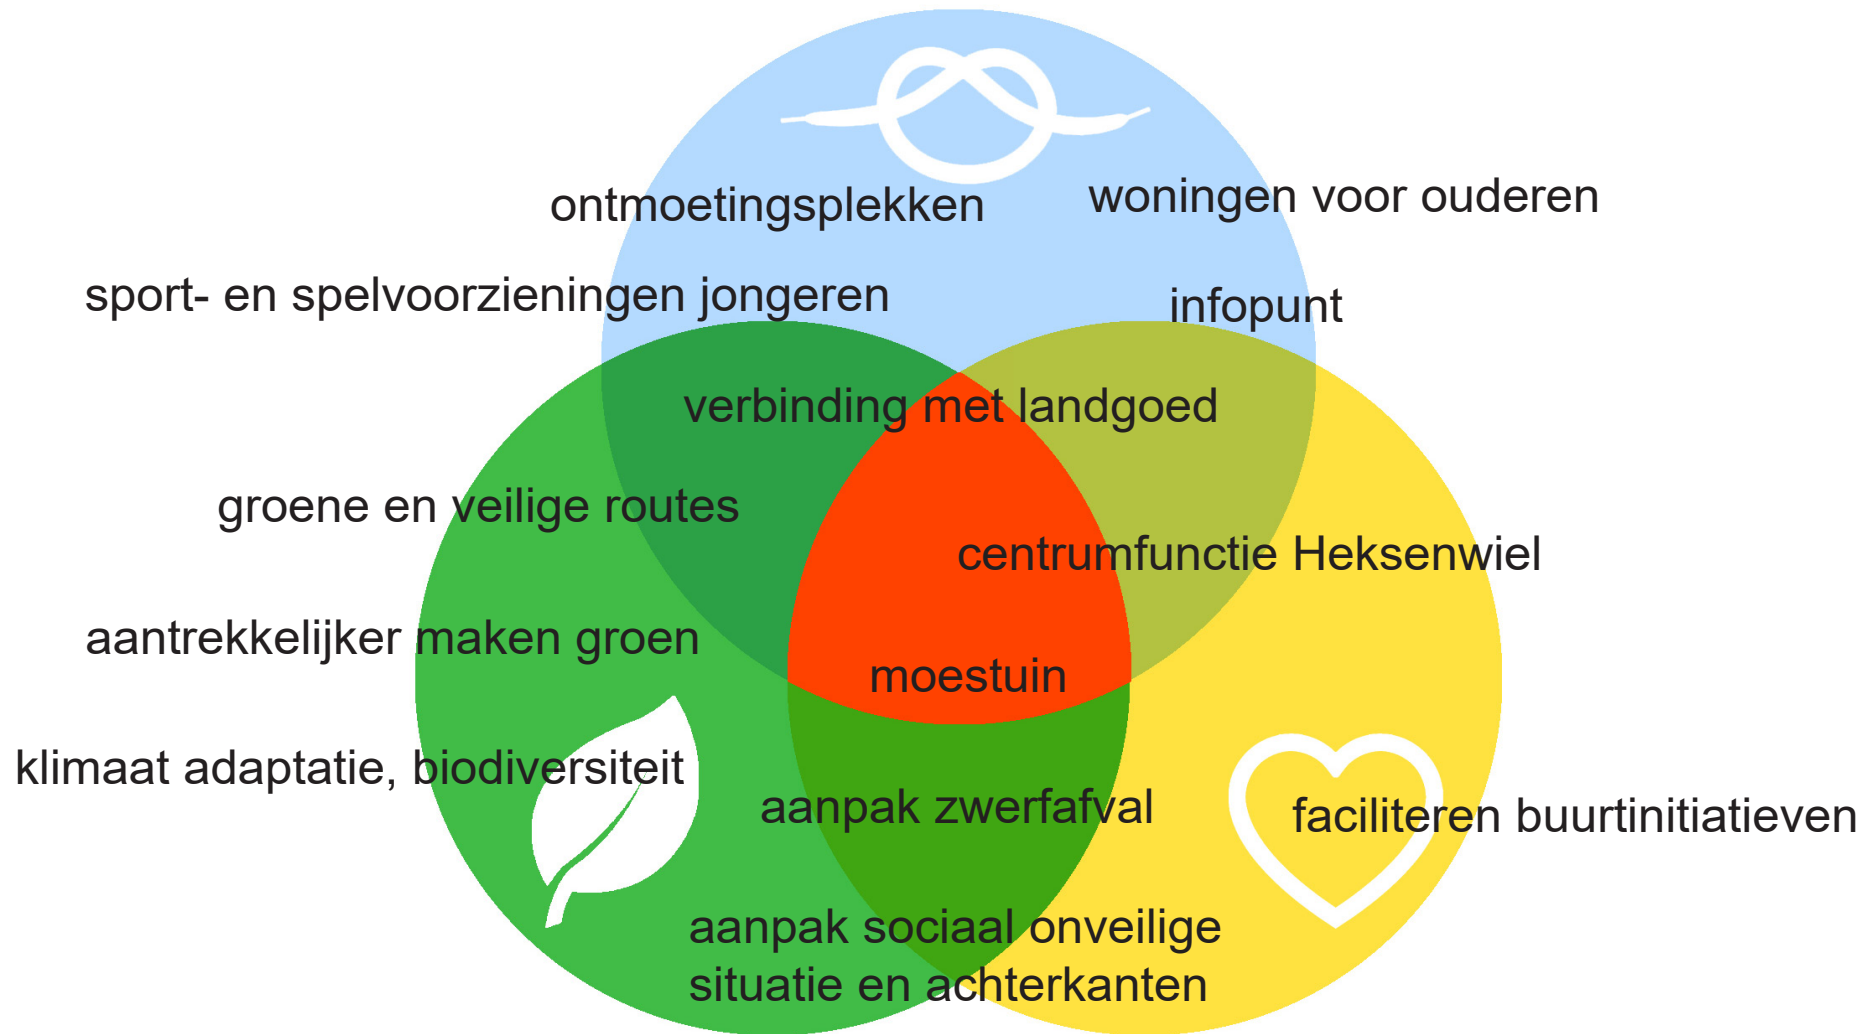 ontmoetingsplekken
woningen voor ouderen
sport- en spelvoorzieningen jongeren
infopunt
verbinding met landgoed
groene en veilige routes
centrumfunctie Heksenwiel
aantrekkelijker maken groen
moestuin
klimaat adaptatie, biodiversiteit
aanpak zwerfafval
faciliteren buurtinitiatieven
aanpak sociaal onveilige
situatie en achterkanten